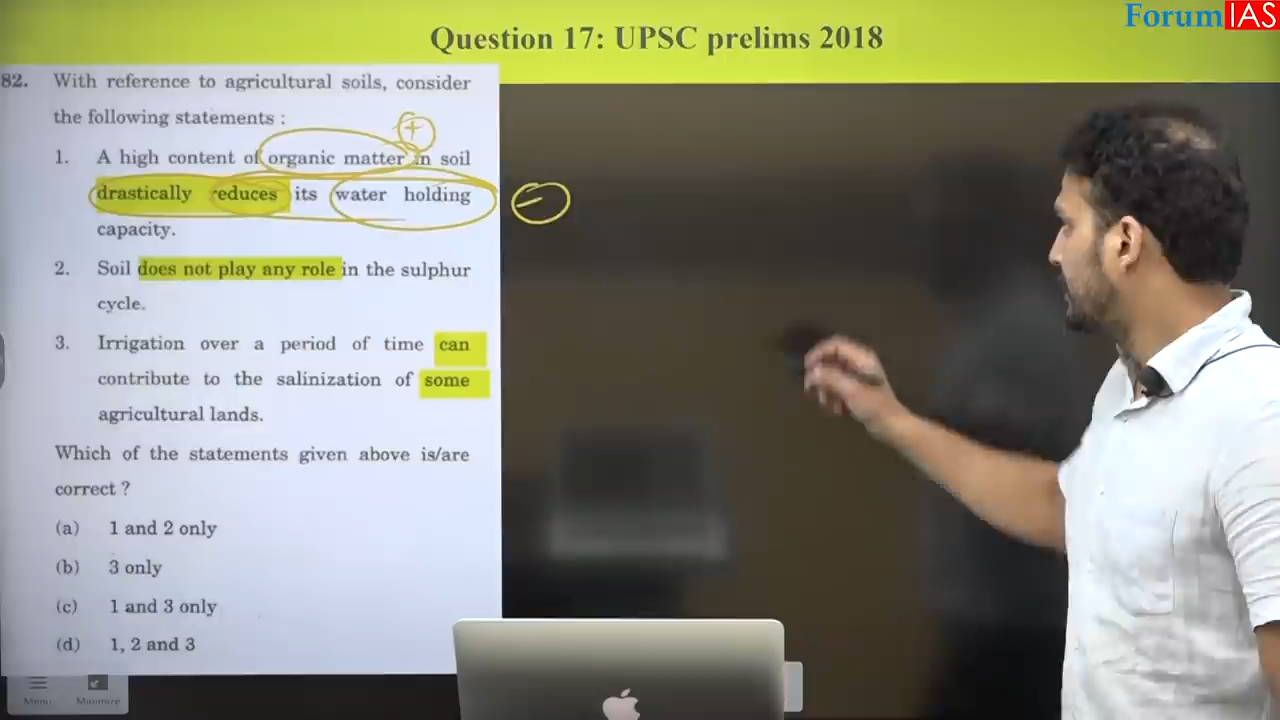 ForumIAS
Question 17: UPSC prelims 2018
82. With reference to agricultural soils, consider
the following statements :
1. A high content of organic matter in soil
drastically reduces its water holding
capacity.
2. Soil does not play any role in the sulphur
cycle.
3. Irrigation over a period of time can
contribute to the salinization of some
agricultural lands.
Which of the statements given above is/are
correct ?
(a) 1 and 2 only
(b) 3 only
(c) 1 and 3 only
(d) 1, 2 and 3
Menu Minimize